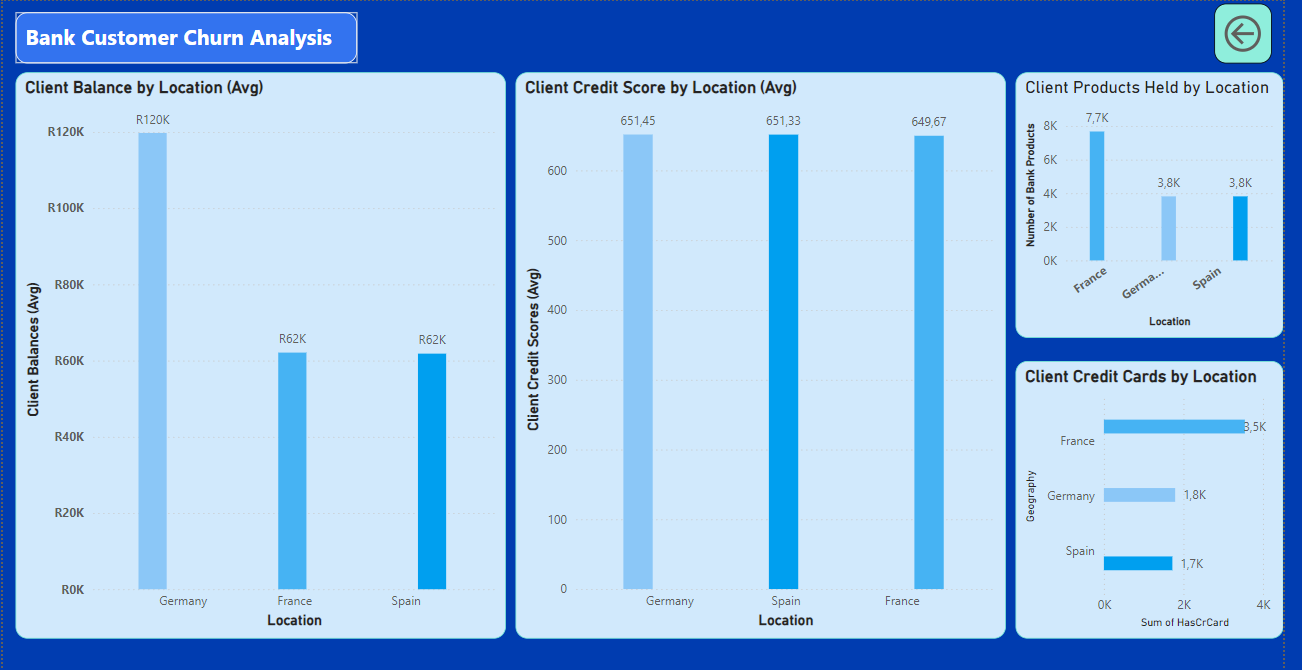 Bank Customer Churn Analysis
Client Balance by Location (Avg)
Client Balances (Avg)
R120K
R100K
R80K
R60K
R40K
R20K
R0K
R120K
R62K
R62K
Germany
France
Spain
Location
Client Credit Score by Location (Avg)
Client Credit Scores (Avg)
600
500
400
300
200
100
0
651,45
651,33
649,67
Germany
Spain
France
Location
Client Products Held by Location
Number of Bank Products
8K
6K
4K
2K
0K
7,7K
3,8K
3,8K
France
Germa...
Spain
Location
Client Credit Cards by Location
Geography
France
3,5K
Germany
1,8K
Spain
1,7K
0K
2K
4K
Sum of HasCrCard